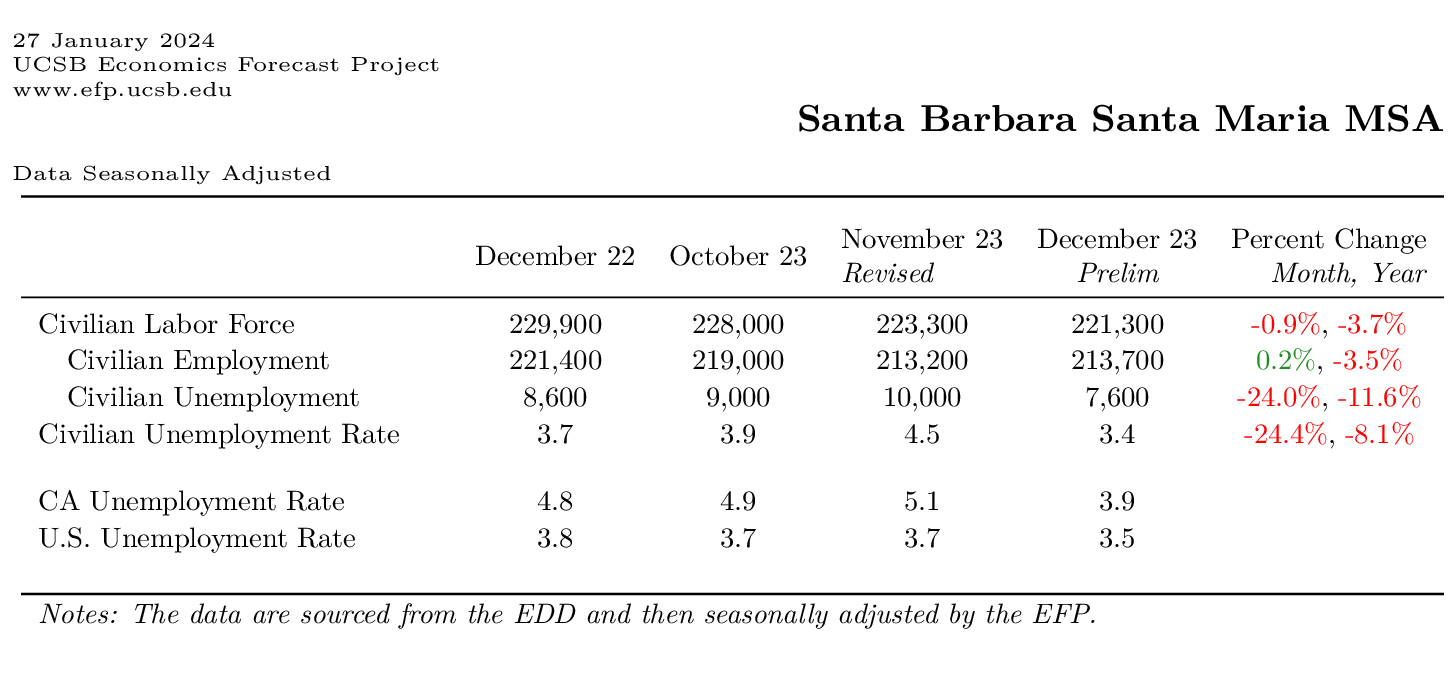 27 January 2024
UCSB Economics Forecast Project
www.efp.ucsb.edu
Santa Barbara Santa Maria MSA
Data Seasonally Adjusted
December 22 October 23 November 23 December 23 Percent Change
Revised Prelim Month, Year
Civilian Labor Force 229,900 228,000 223,300 221,300 -0.9%, -3.7%
Civilian Employment 221,400 219,000 213,200 213,700 0.2%, -3.5%
Civilian Unemployment 8,600 9,000 10,000 7,600 -24.0%, -11.6%
Civilian Unemployment Rate 3.7 3.9 4.5 3.4 -24.4%, -8.1%
CA Unemployment Rate 4.8 4.9 5.1 3.9
U.S. Unemployment Rate 3.8 3.7 3.7 3.5
Notes: The data are sourced from the EDD and then seasonally adjusted by the EFP.